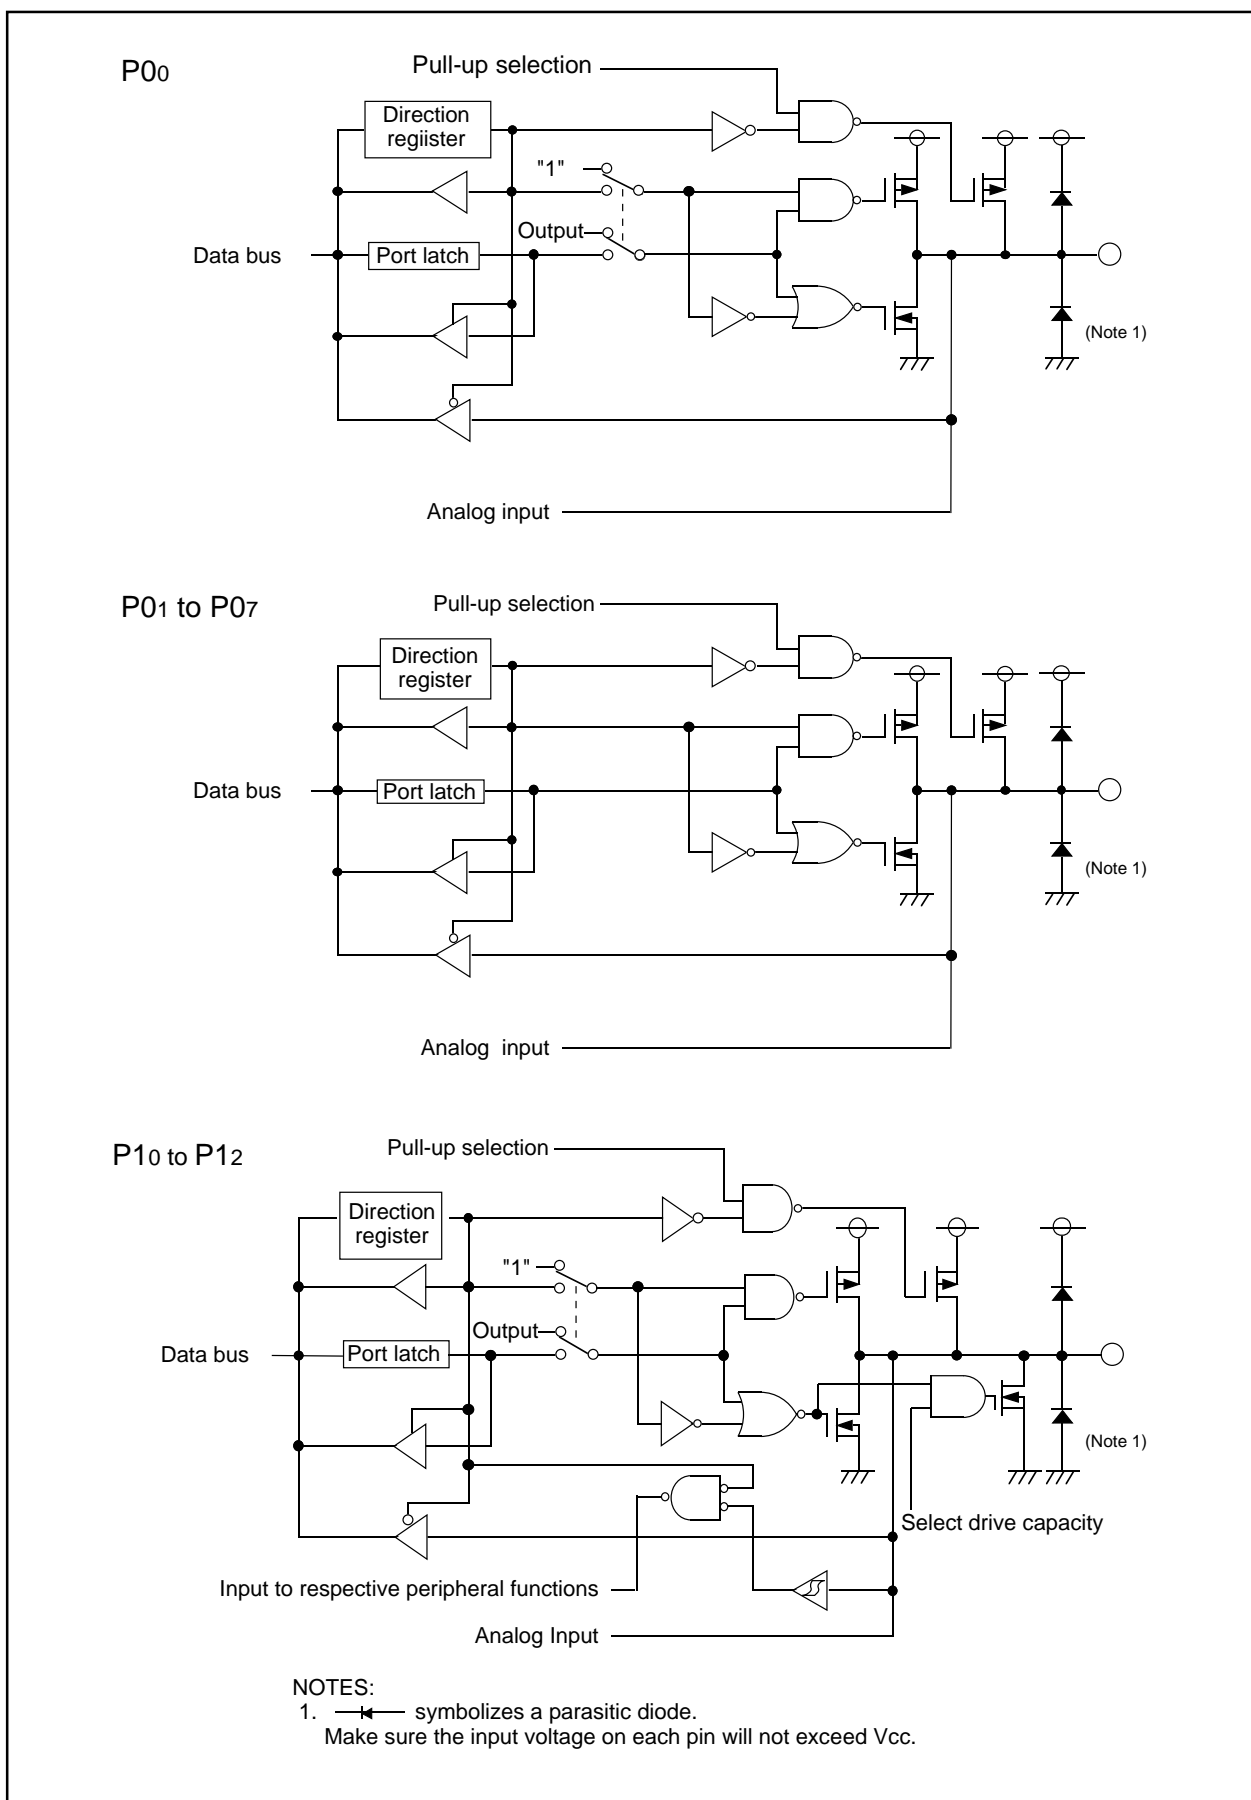 P00
Pull-up selection
Direction
regiister
"1"
Output
Data bus
Port latch
(Note 1)
Analog input
P01 to P07
Pull-up selection
Direction
register
Data bus
Port latch
(Note 1)
Analog input
P10 to P12
Pull-up selection
Direction
register
"1"
Output
Data bus
Port latch
(Note 1)
Select drive capacity
Input to respective peripheral functions
Analog Input
NOTES:
1. symbolizes a parasitic diode.
Make sure the input voltage on each pin will not exceed Vcc.